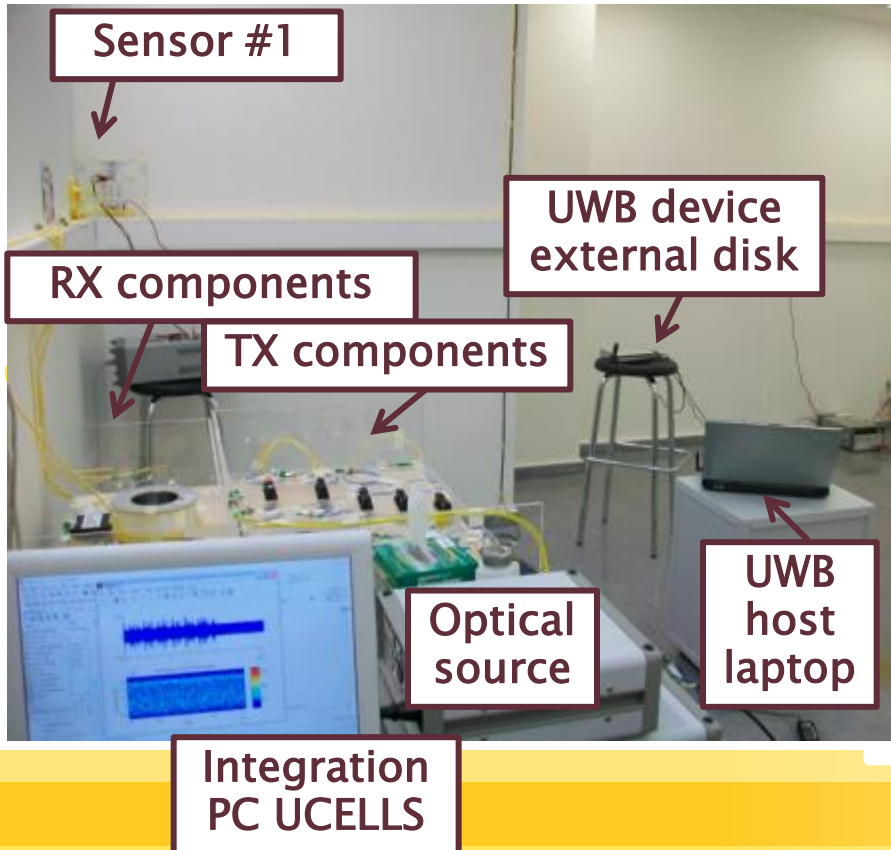 Sensor #1
UWB device
external disk
RX components
TX components
UWB
host
laptop
Optical
source
Integration
PC UCELLS